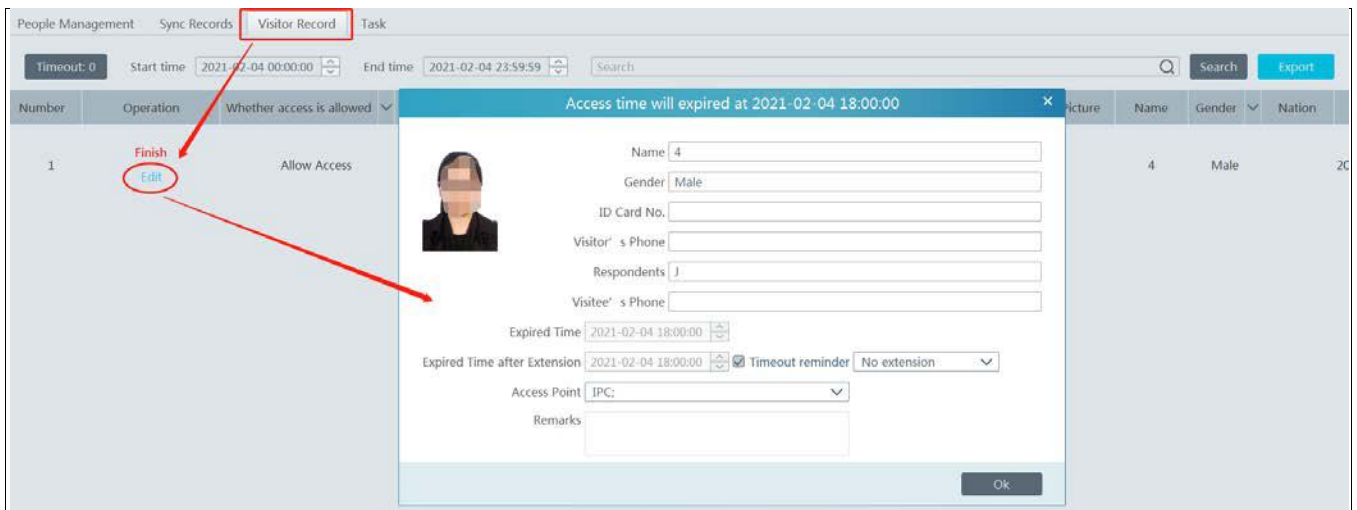 People Management Sync Records Visitor Record Task
Timeout: 0 Start time 2021-02-04 00:00:00 End time 2021-02-04 23:59:59 Search Search Export
Number Operation Whether access is allowed Picture Name Gender Nation
1 Finish Allow Access 4 Male 20
Edit
Access time will expired at 2021-02-04 18:00:00 ×
Name 4
Gender Male
ID Card No.
Visitor' s Phone
Respondents J
Visitee' s Phone
Expired Time 2021-02-04 18:00:00
Expired Time after Extension 2021-02-04 18:00:00 Timeout reminder No extension
Access Point IPC;
Remarks
Ok